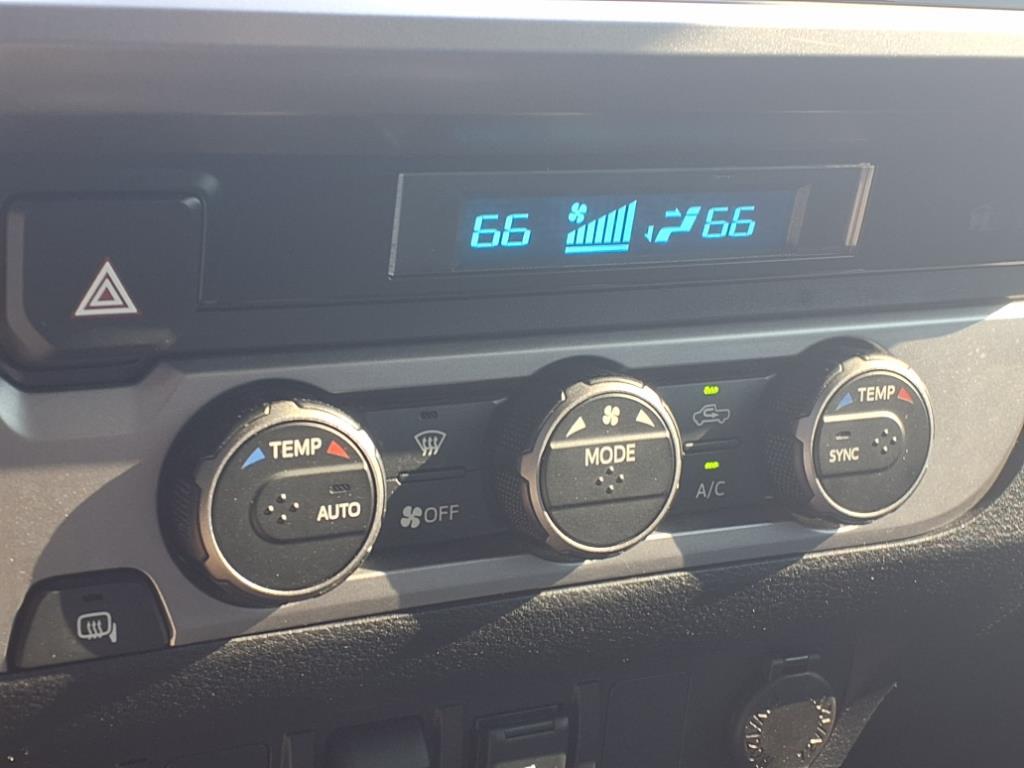 66 66
TEMP
AUTO
OFF
MODE
A/C
TEMP
SYNC